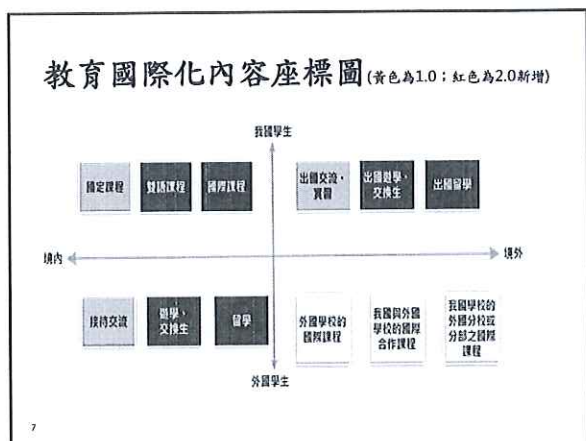 教育國際化內容座標圖(黃色為1.0；紅色為2.0新增)
我國學生
國定課程
雙語課程
國際課程
出國交流、
實習
出國遊學、
交換生
出國留學
境內
境外
接待交流
遊學、
交換生
留學
外國學校的
國際課程
我國與外國
學校的國際
合作課程
我國學校的
外國分校或
分部之國際
課程
外國學生
7